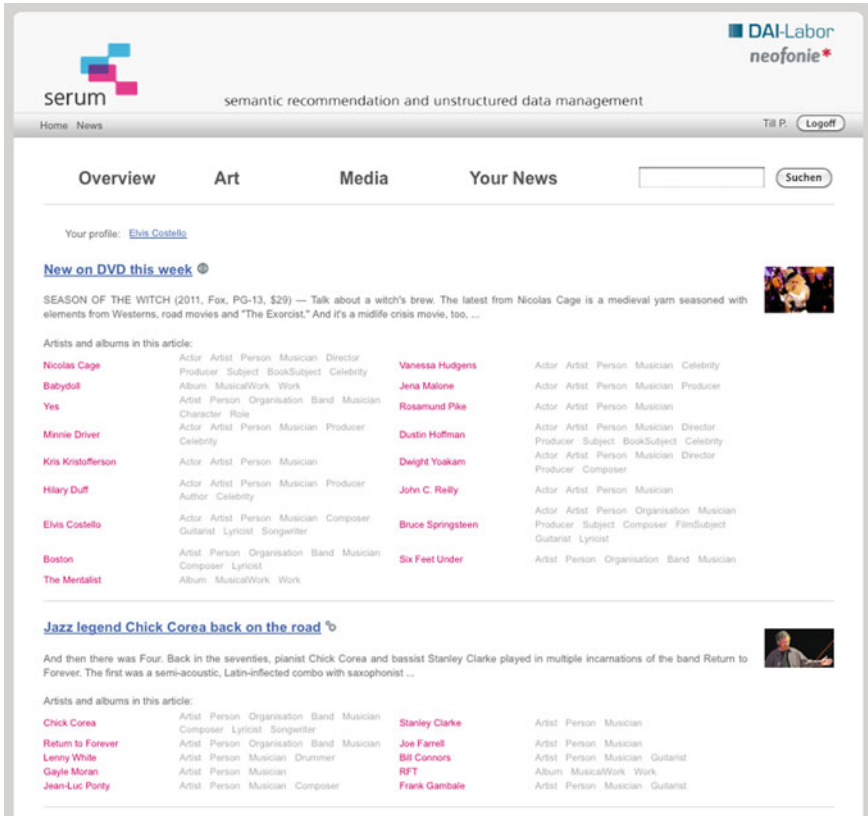 DAI-Labor
neofonie*
serum
semantic recommendation and unstructured data management
Home News
Till P. Logoff
Overview Art Media Your News Suchen
Your profile: Elvis Costello
New on DVD this week
SEASON OF THE WITCH (2011, Fox, PG-13, $29) — Talk about a witch's brew. The latest from Nicolas Cage is a medieval yarn seasoned with
elements from Westerns, road movies and "The Exorcist." And it's a midlife crisis movie, too, ...
Artists and albums in this article:
Nicolas Cage Actor Artist Person Musician Director
Producer Subject BookSubject Celebrity
Vanessa Hudgens Actor Artist Person Musician Celebrity
Babydoll Album MusicalWork Work
Jena Malone Actor Artist Person Musician Producer
Yes Artist Person Organisation Band Musician
Character Role
Rosamund Pike Actor Artist Person Musician
Minnie Driver Actor Artist Person Musician Producer
Celebrity
Dustin Hoffman Actor Artist Person Musician Director
Producer Subject BookSubject Celebrity
Kris Kristofferson Actor Artist Person Musician
Dwight Yoakam Actor Artist Person Musician Director
Producer Composer
Hilary Duff Actor Artist Person Musician Producer
Author Celebrity
John C. Reilly Actor Artist Person Musician
Elvis Costello Actor Artist Person Musician Composer
Guitarist Lyricist Songwriter
Bruce Springsteen Actor Artist Person Organisation Musician
Producer Subject Composer FilmSubject
Guitarist Lyricist
Boston Artist Person Organisation Band Musician
Composer Lyricist
Six Feet Under Artist Person Organisation Band Musician
The Mentalist Album MusicalWork Work
Jazz legend Chick Corea back on the road
And then there was Four. Back in the seventies, pianist Chick Corea and bassist Stanley Clarke played in multiple incarnations of the band Return to
Forever. The first was a semi-acoustic, Latin-inflected combo with saxophonist ...
Artists and albums in this article:
Chick Corea Artist Person Organisation Band Musician
Composer Lyricist Songwriter
Stanley Clarke Artist Person Musician
Return to Forever Artist Person Organisation Band Musician
Joe Farrell Artist Person Musician
Lenny White Artist Person Musician Drummer
Bill Connors Artist Person Musician Guitarist
Gayle Moran Artist Person Musician
RFT Album MusicalWork Work
Jean-Luc Ponty Artist Person Musician Composer
Frank Gambale Artist Person Musician Guitarist